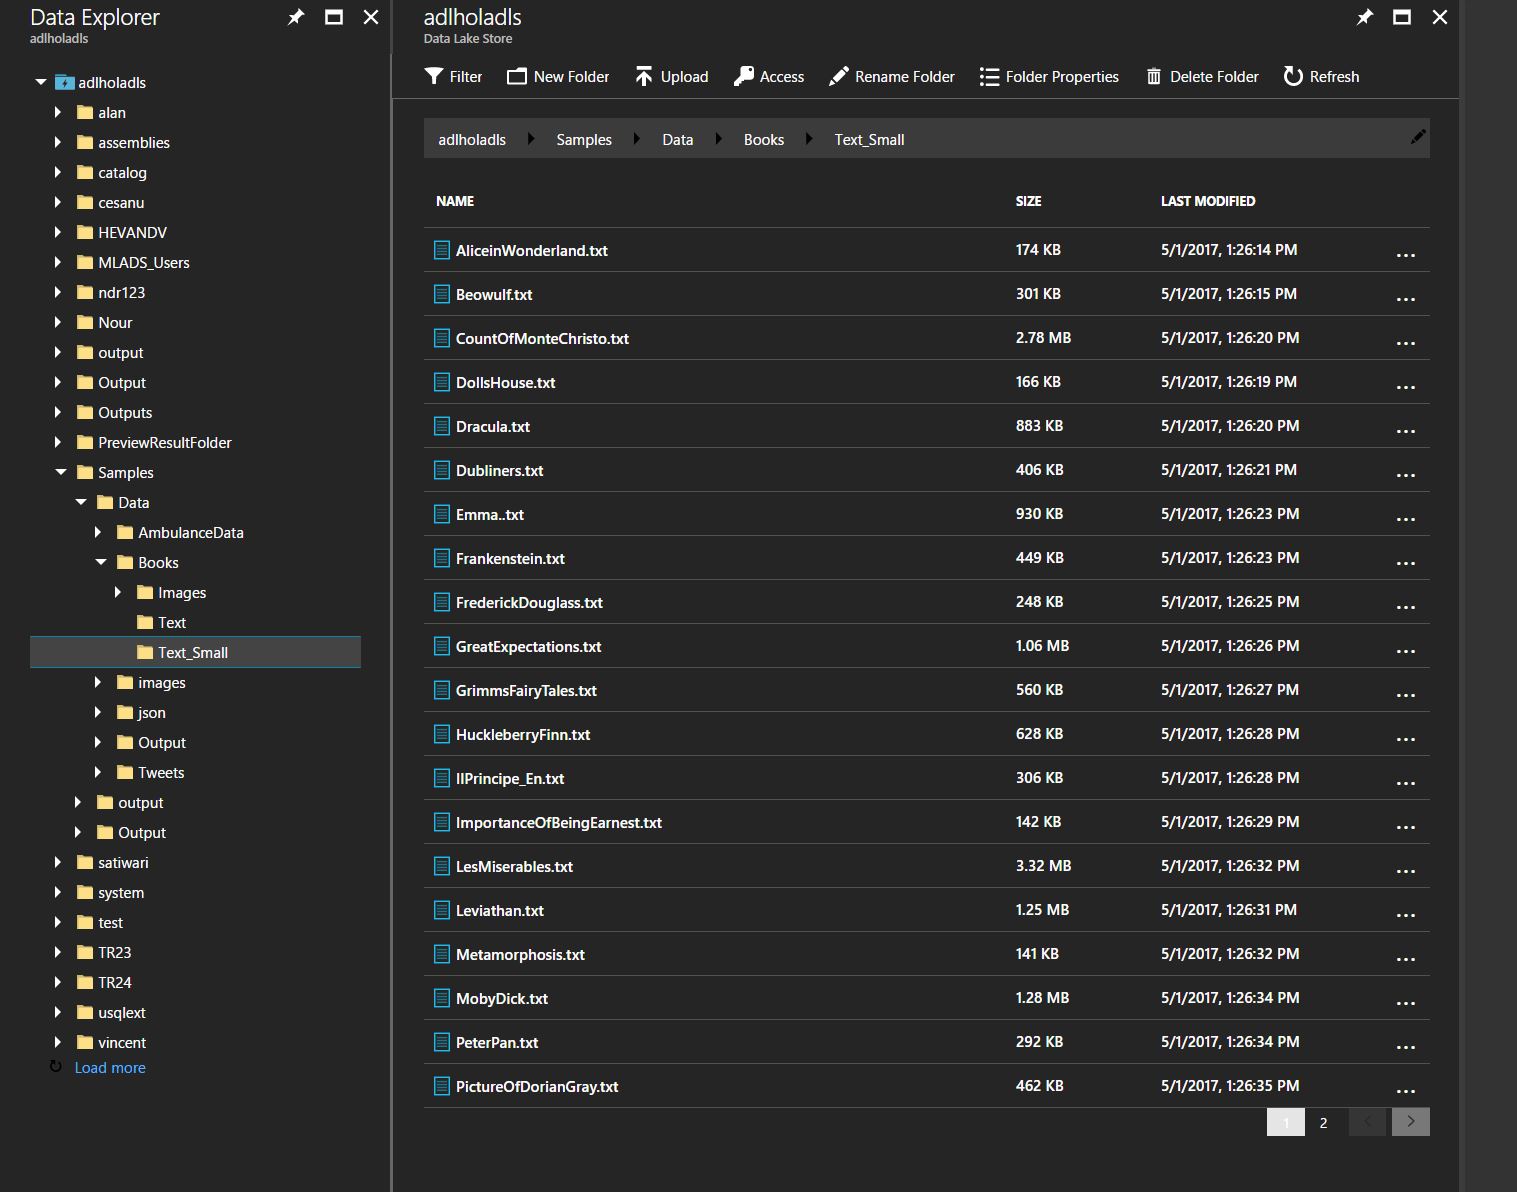 Data Explorer
adlholadls
adlholadls
alan
assemblies
catalog
cesanu
HEVANDV
MLADS_Users
ndr123
Nour
output
Output
Outputs
PreviewResultFolder
Samples
Data
AmbulanceData
Books
Images
Text
Text_Small
images
json
Output
Tweets
output
Output
satiwari
system
test
TR23
TR24
usqlext
vincent
Load more
adlholadls
Data Lake Store
Filter New Folder Upload Access Rename Folder Folder Properties Delete Folder Refresh
adlholadls Samples Data Books Text_Small
NAME SIZE LAST MODIFIED
AliceinWonderland.txt 174 KB 5/1/2017, 1:26:14 PM ...
Beowulf.txt 301 KB 5/1/2017, 1:26:15 PM ...
CountOfMonteChristo.txt 2.78 MB 5/1/2017, 1:26:20 PM ...
DollsHouse.txt 166 KB 5/1/2017, 1:26:19 PM ...
Dracula.txt 883 KB 5/1/2017, 1:26:20 PM ...
Dubliners.txt 406 KB 5/1/2017, 1:26:21 PM ...
Emma..txt 930 KB 5/1/2017, 1:26:23 PM ...
Frankenstein.txt 449 KB 5/1/2017, 1:26:23 PM ...
FrederickDouglass.txt 248 KB 5/1/2017, 1:26:25 PM ...
GreatExpectations.txt 1.06 MB 5/1/2017, 1:26:26 PM ...
GrimmsFairyTales.txt 560 KB 5/1/2017, 1:26:27 PM ...
HuckleberryFinn.txt 628 KB 5/1/2017, 1:26:28 PM ...
IlPrincipe_En.txt 306 KB 5/1/2017, 1:26:28 PM ...
ImportanceOfBeingEarnest.txt 142 KB 5/1/2017, 1:26:29 PM ...
LesMiserables.txt 3.32 MB 5/1/2017, 1:26:32 PM ...
Leviathan.txt 1.25 MB 5/1/2017, 1:26:31 PM ...
Metamorphosis.txt 141 KB 5/1/2017, 1:26:32 PM ...
MobyDick.txt 1.28 MB 5/1/2017, 1:26:34 PM ...
PeterPan.txt 292 KB 5/1/2017, 1:26:34 PM ...
PictureOfDorianGray.txt 462 KB 5/1/2017, 1:26:35 PM ...
1 2 < >